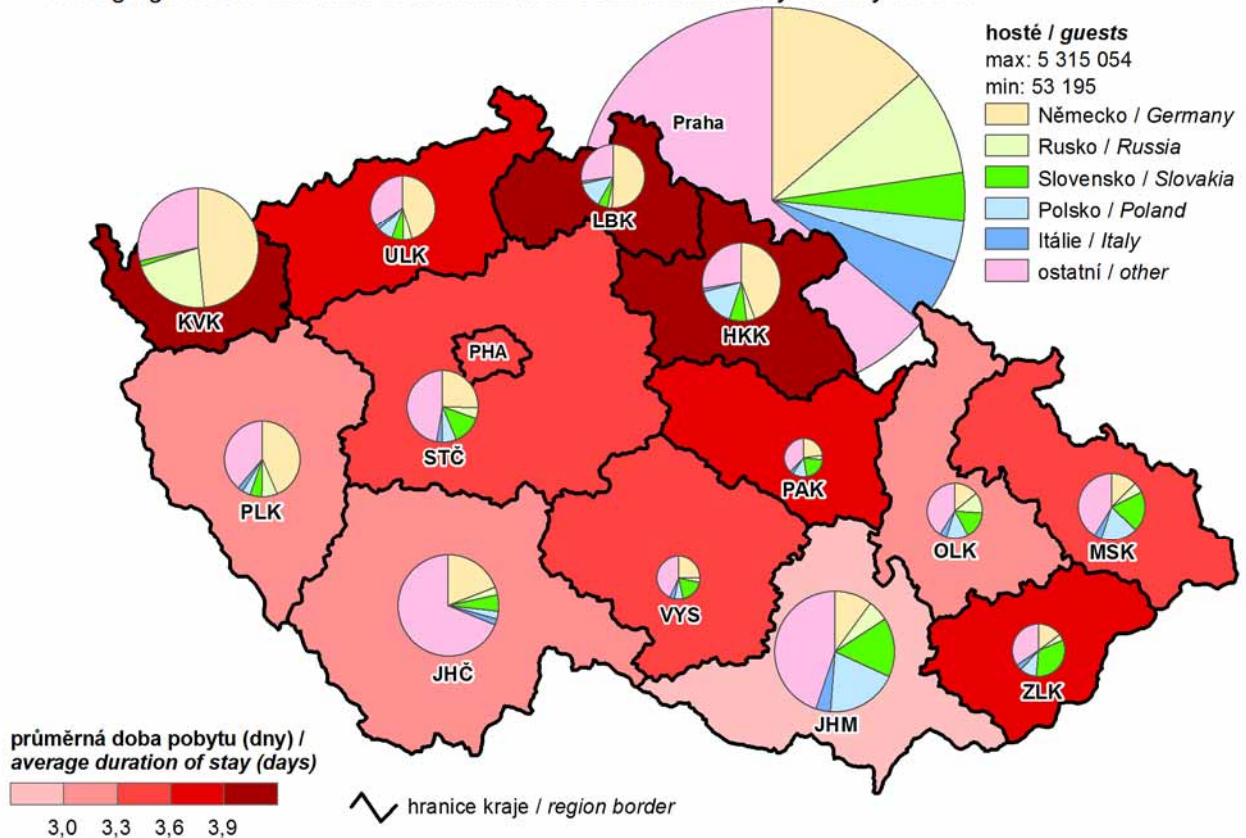 hosté / guests
max: 5 315 054
min: 53 195
Německo / Germany
Rusko / Russia
Slovensko / Slovakia
Polsko / Poland
Itálie / Italy
ostatní / other
Praha
LBK
ULK
KVK
HKK
PHA
STČ
PAK
PLK
OLK
MSK
VYS
JHČ
ZLK
JHM
průměrná doba pobytu (dny) /
average duration of stay (days)
3,0 3,3 3,6 3,9
hranice kraje / region border